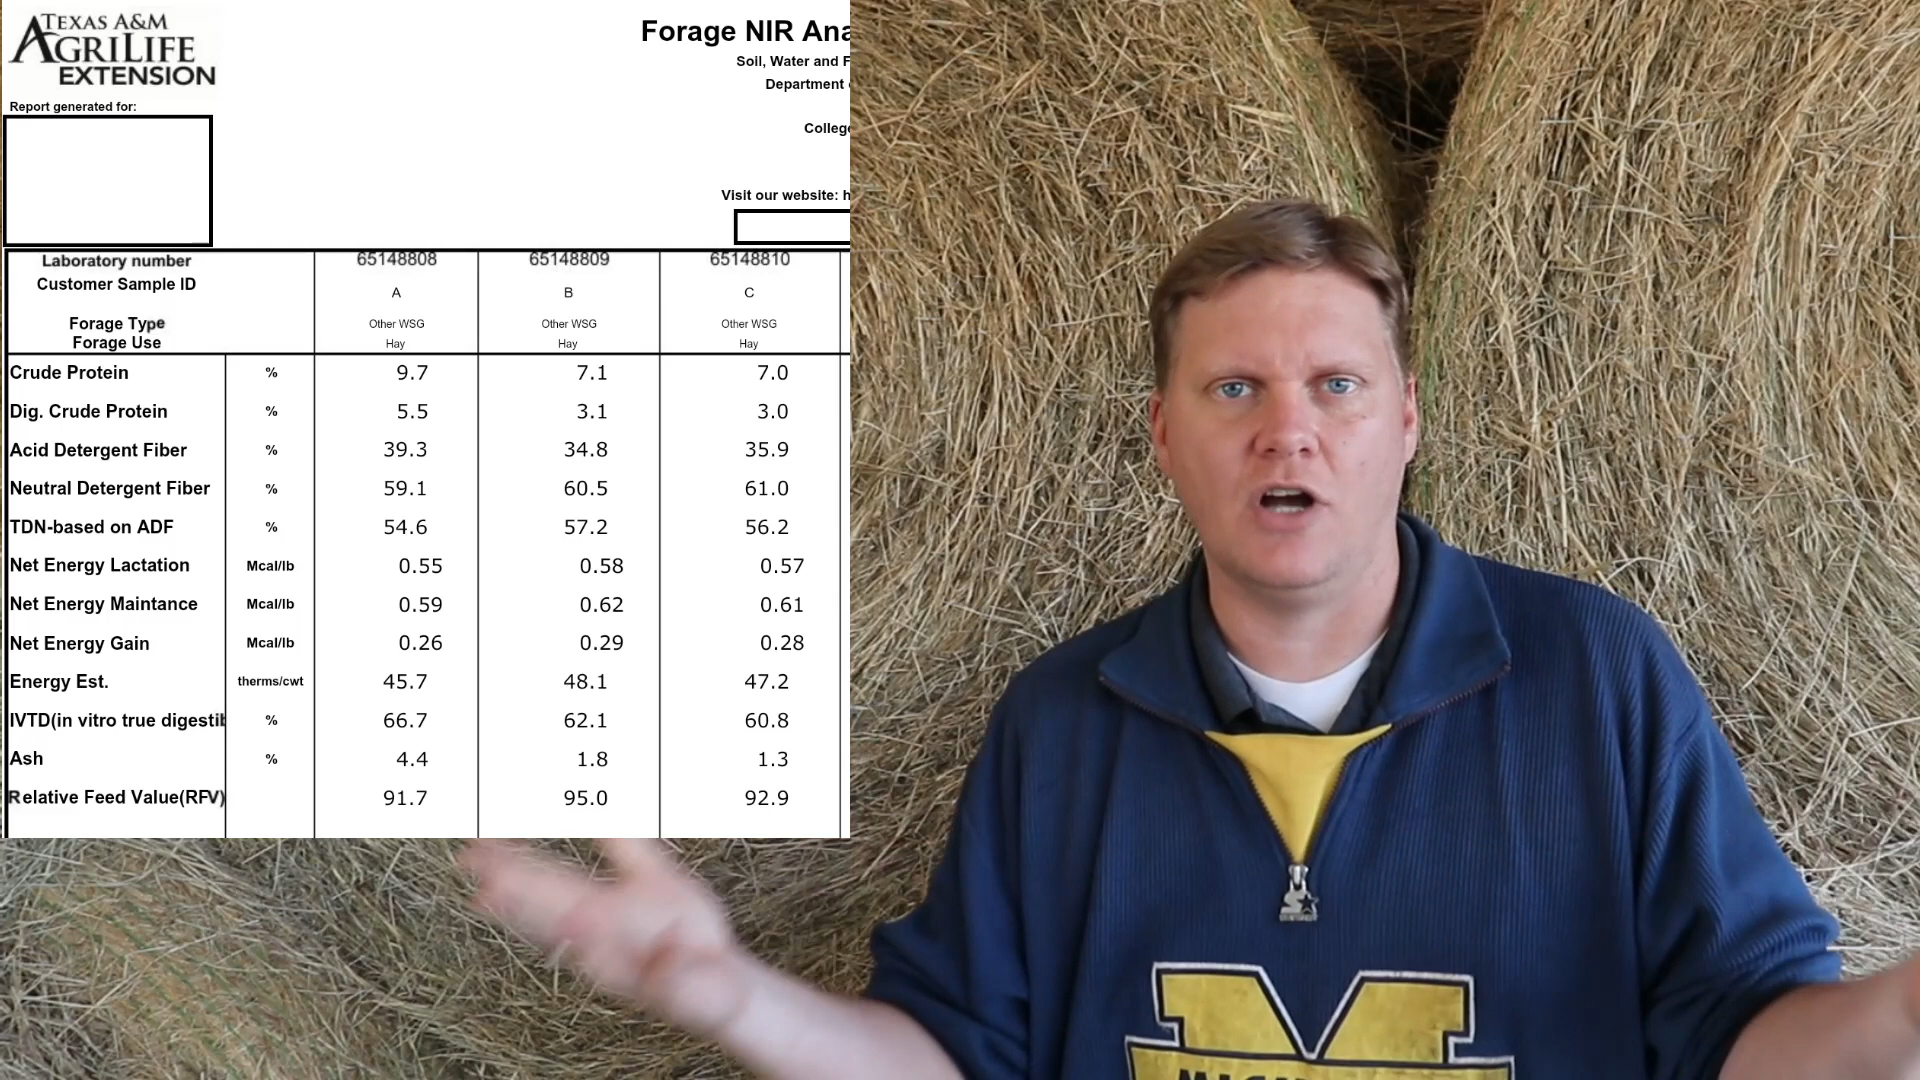 TEXAS A&M
AGRILIFE
EXTENSION
Forage NIR Ana
Soil, Water and F
Department
Report generated for:
College
Visit our website: h
Laboratory number 65148808 65148809 65148810
Customer Sample ID A B C
Forage Type Other WSG Other WSG Other WSG
Forage Use Hay Hay Hay
Crude Protein % 9.7 7.1 7.0
Dig. Crude Protein % 5.5 3.1 3.0
Acid Detergent Fiber % 39.3 34.8 35.9
Neutral Detergent Fiber % 59.1 60.5 61.0
TDN-based on ADF % 54.6 57.2 56.2
Net Energy Lactation Mcal/lb 0.55 0.58 0.57
Net Energy Maintance Mcal/lb 0.59 0.62 0.61
Net Energy Gain Mcal/lb 0.26 0.29 0.28
Energy Est. therms/cwt 45.7 48.1 47.2
IVTD(in vitro true digestib % 66.7 62.1 60.8
Ash % 4.4 1.8 1.3
Relative Feed Value(RFV) 91.7 95.0 92.9
M